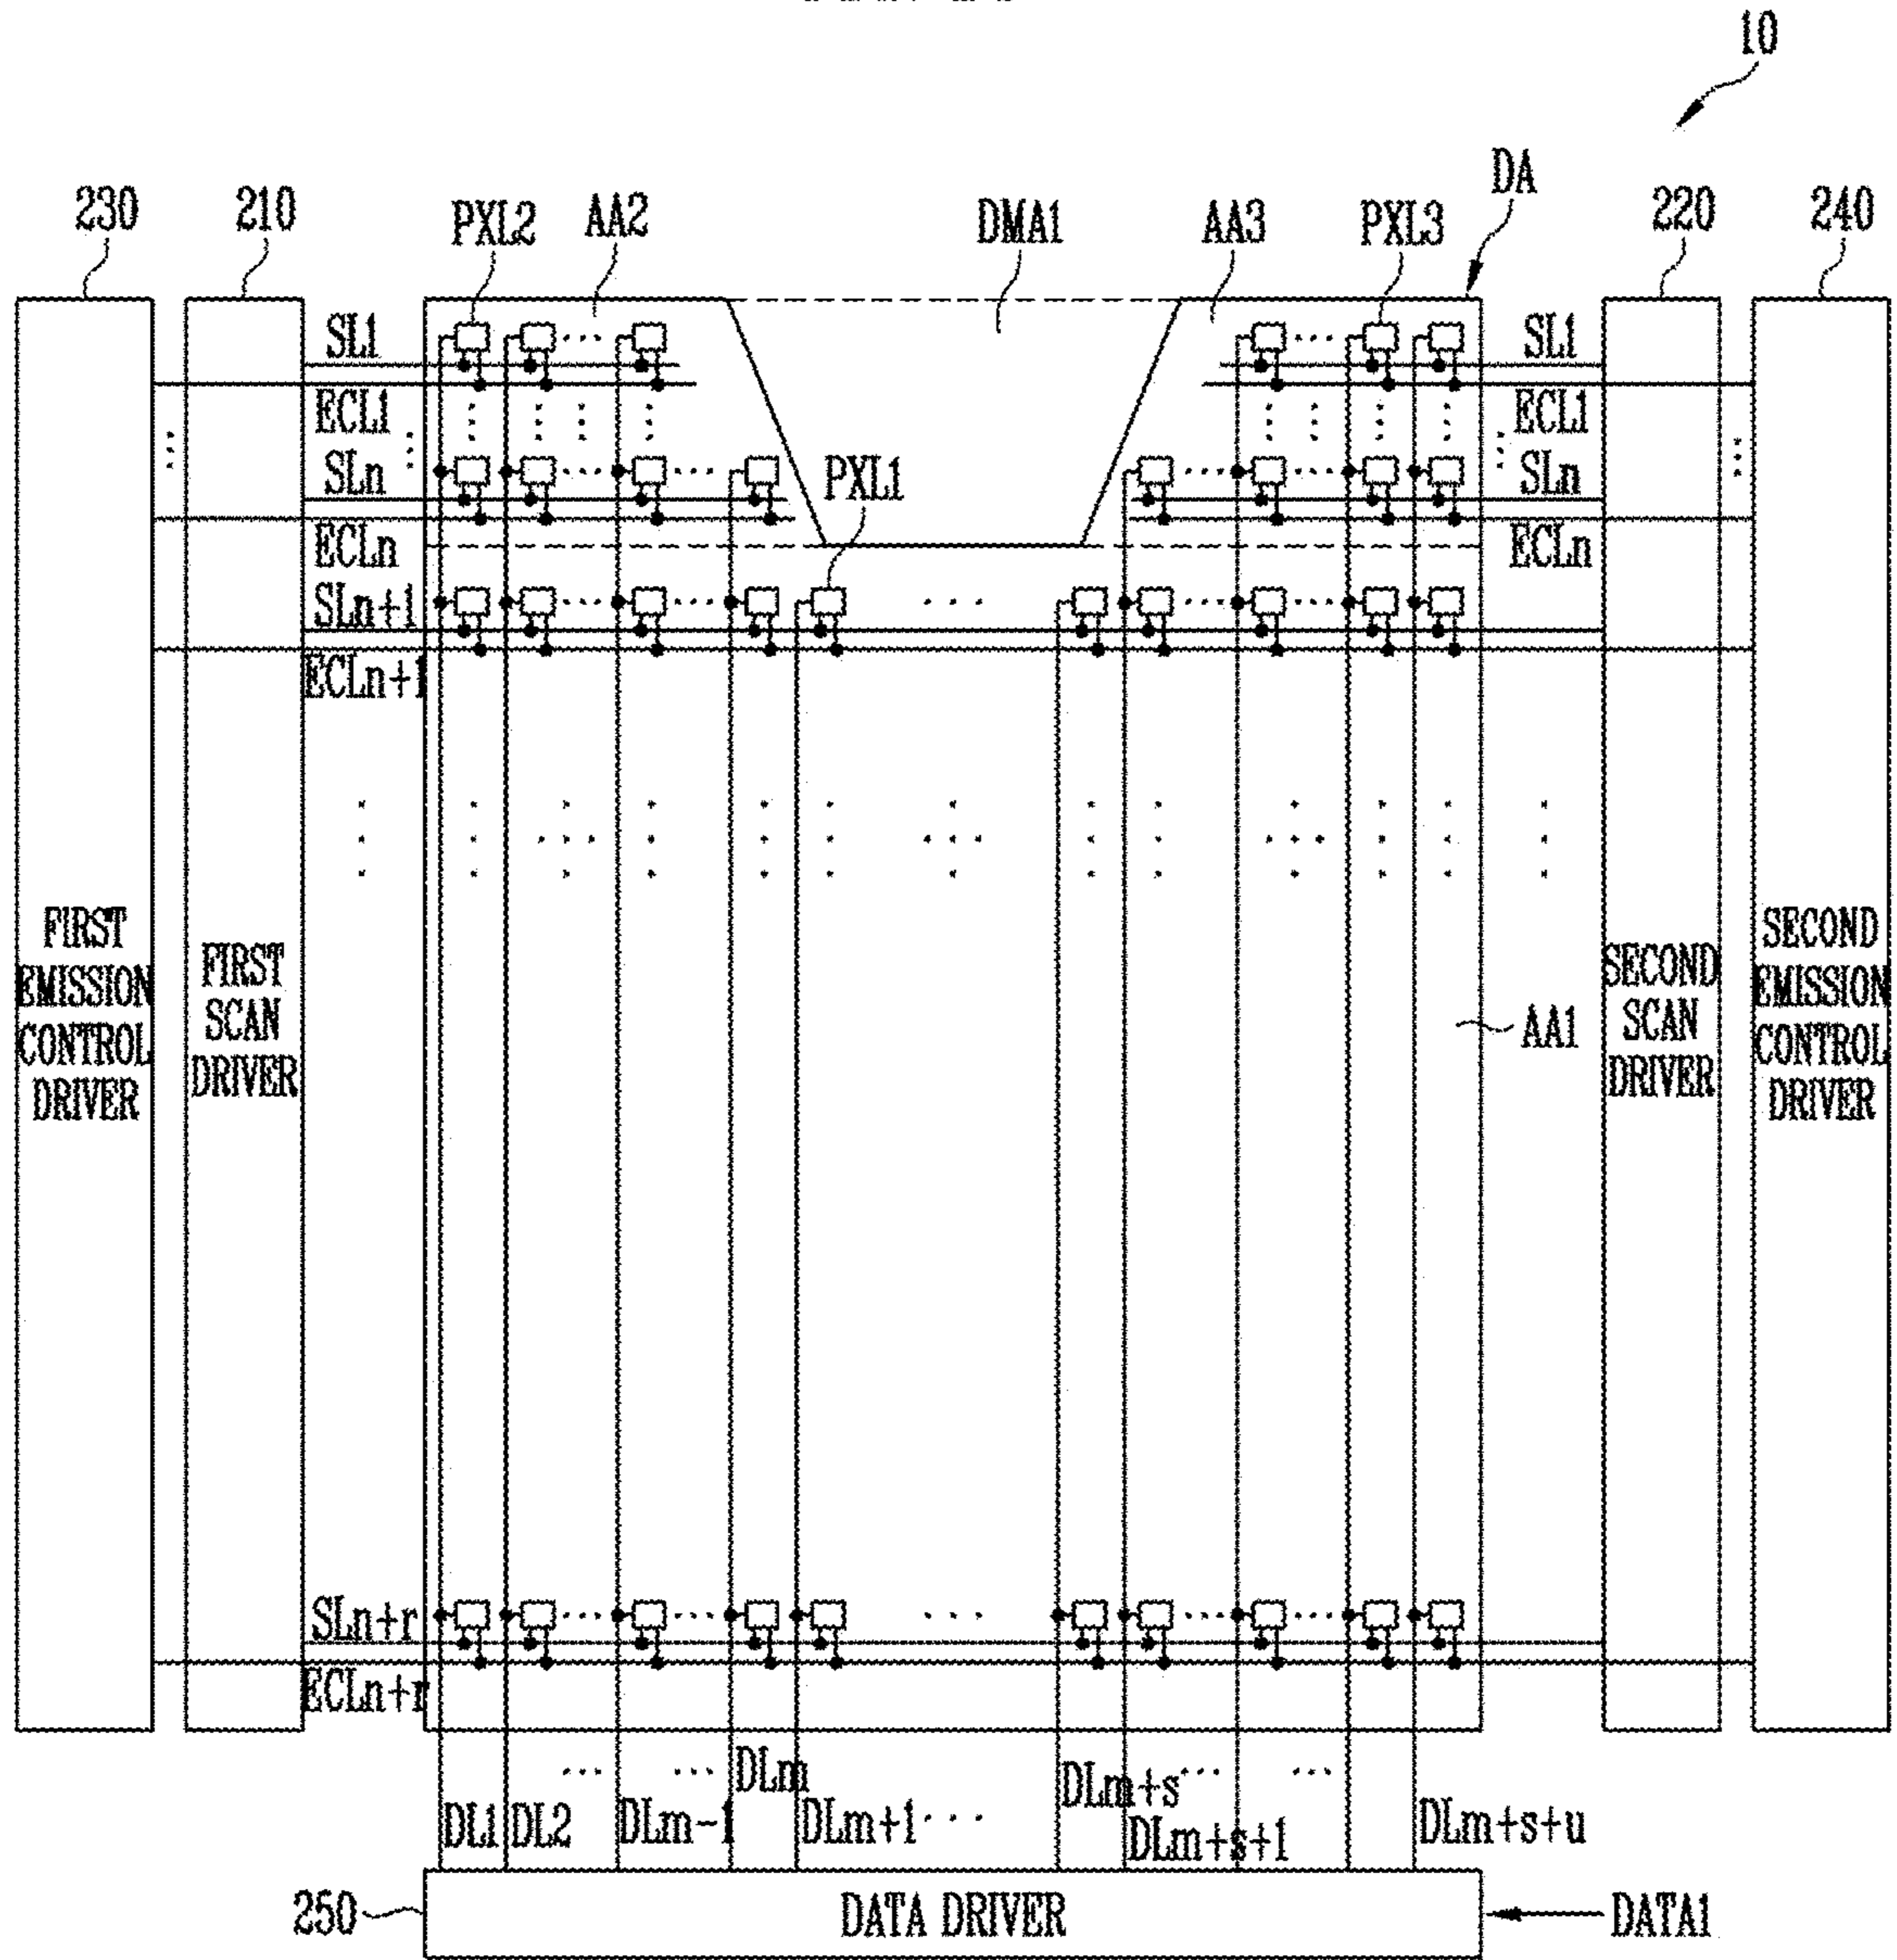 10
DA
230
210
PXL2
AA2
DMA1
AA3
PXL3
220
240
SL1
SL1
ECL1
ECL1
SLn
PXL1
SLn
ECLn
ECLn
SLn+1
ECLn+1
FIRST
EMISSION
CONTROL
DRIVER
FIRST
SCAN
DRIVER
AA1
SECOND
SCAN
DRIVER
SECOND
EMISSION
CONTROL
DRIVER
SLn+r
ECLn+r
DL1
DL2
DLm-1
DLm
DLm+1
DLm+s
DLm+s+1
DLm+s+u
250
DATA DRIVER
DATA1